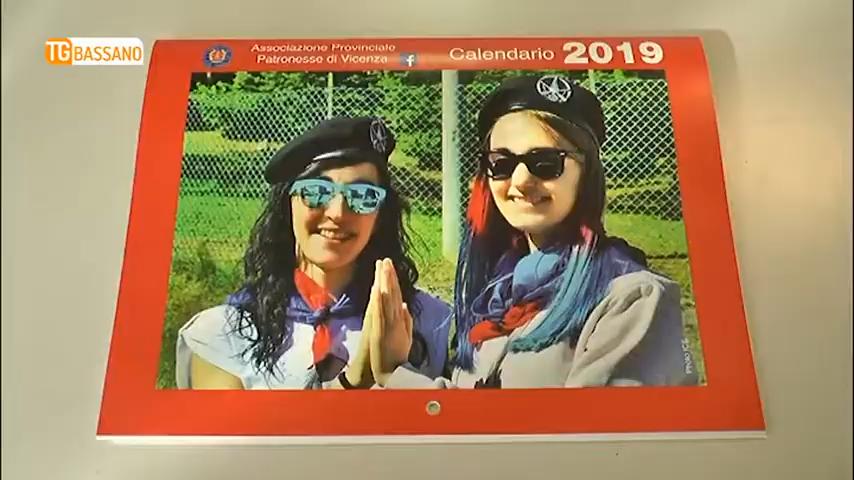 TG BASSANO
Associazione Provinciale
Patronesse di Vicenza
f
Calendario 2019